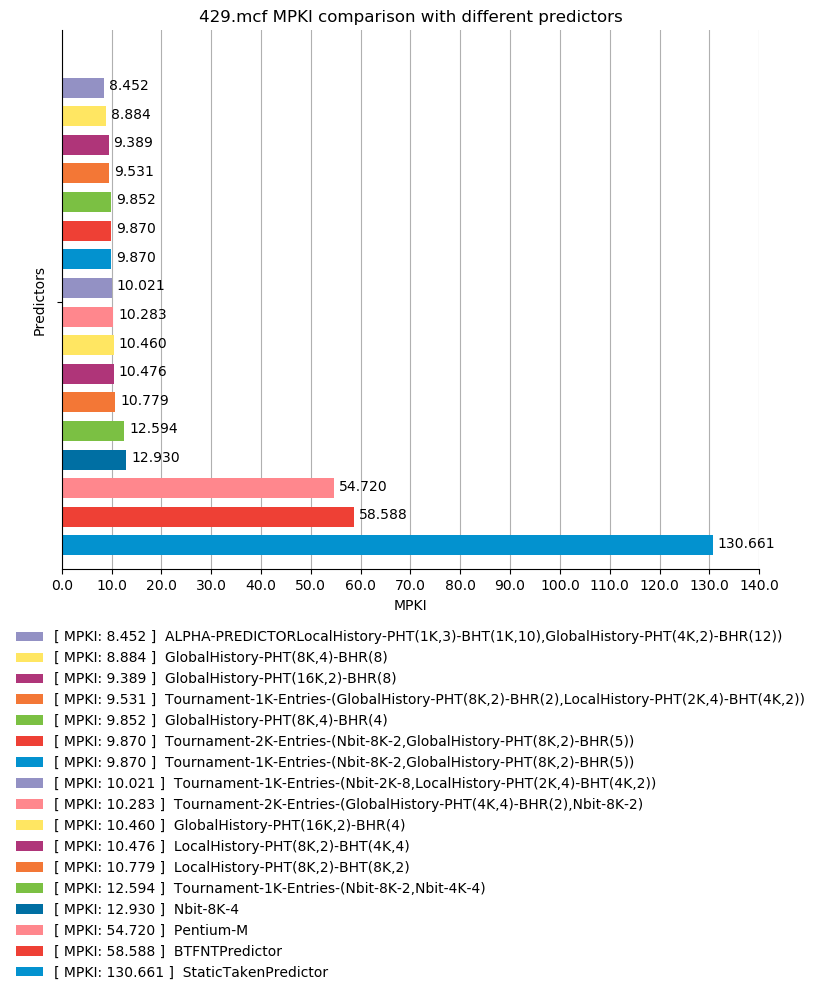 429.mcf MPKI comparison with different predictors
8.452
8.884
9.389
9.531
9.852
9.870
9.870
10.021
10.283
10.460
10.476
10.779
12.594
12.930
54.720
58.588
130.661
Predictors
0.0 10.0 20.0 30.0 40.0 50.0 60.0 70.0 80.0 90.0 100.0 110.0 120.0 130.0 140.0
MPKI
[ MPKI: 8.452 ] ALPHA-PREDICTORLocalHistory-PHT(1K,3)-BHT(1K,10),GlobalHistory-PHT(4K,2)-BHR(12))
[ MPKI: 8.884 ] GlobalHistory-PHT(8K,4)-BHR(8)
[ MPKI: 9.389 ] GlobalHistory-PHT(16K,2)-BHR(8)
[ MPKI: 9.531 ] Tournament-1K-Entries-(GlobalHistory-PHT(8K,2)-BHR(2),LocalHistory-PHT(2K,4)-BHT(4K,2))
[ MPKI: 9.852 ] GlobalHistory-PHT(8K,4)-BHR(4)
[ MPKI: 9.870 ] Tournament-2K-Entries-(Nbit-8K-2,GlobalHistory-PHT(8K,2)-BHR(5))
[ MPKI: 9.870 ] Tournament-1K-Entries-(Nbit-8K-2,GlobalHistory-PHT(8K,2)-BHR(5))
[ MPKI: 10.021 ] Tournament-1K-Entries-(Nbit-2K-8,LocalHistory-PHT(2K,4)-BHT(4K,2))
[ MPKI: 10.283 ] Tournament-2K-Entries-(GlobalHistory-PHT(4K,4)-BHR(2),Nbit-8K-2)
[ MPKI: 10.460 ] GlobalHistory-PHT(16K,2)-BHR(4)
[ MPKI: 10.476 ] LocalHistory-PHT(8K,2)-BHT(4K,4)
[ MPKI: 10.779 ] LocalHistory-PHT(8K,2)-BHT(8K,2)
[ MPKI: 12.594 ] Tournament-1K-Entries-(Nbit-8K-2,Nbit-4K-4)
[ MPKI: 12.930 ] Nbit-8K-4
[ MPKI: 54.720 ] Pentium-M
[ MPKI: 58.588 ] BTFNTPredictor
[ MPKI: 130.661 ] StaticTakenPredictor